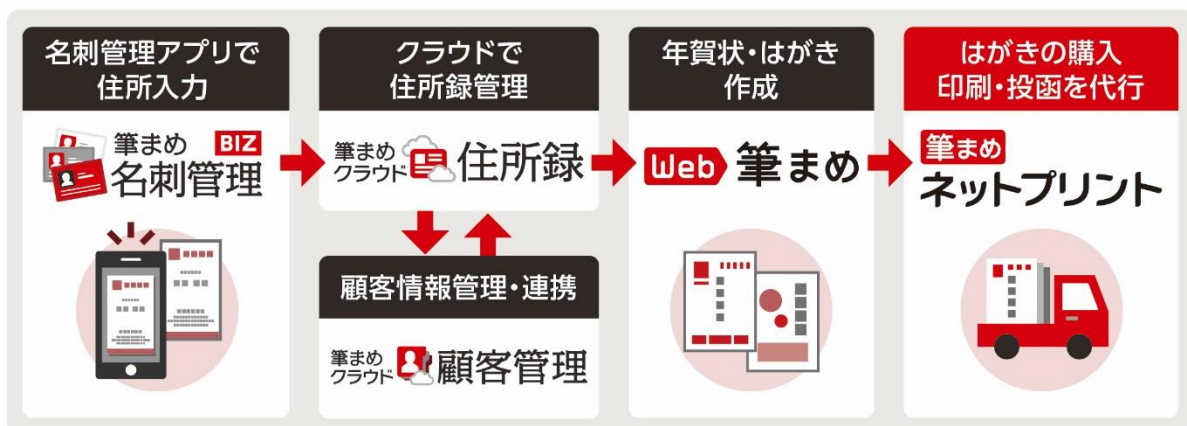 名刺管理アプリで
住所入力
筆まめ BIZ
名刺管理
クラウドで
住所録管理
筆まめ
クラウド 住所録
顧客情報管理・連携
筆まめ
クラウド 顧客管理
年賀状・はがき
作成
Web 筆まめ
はがきの購入
印刷・投函を代行
筆まめ
ネットプリント